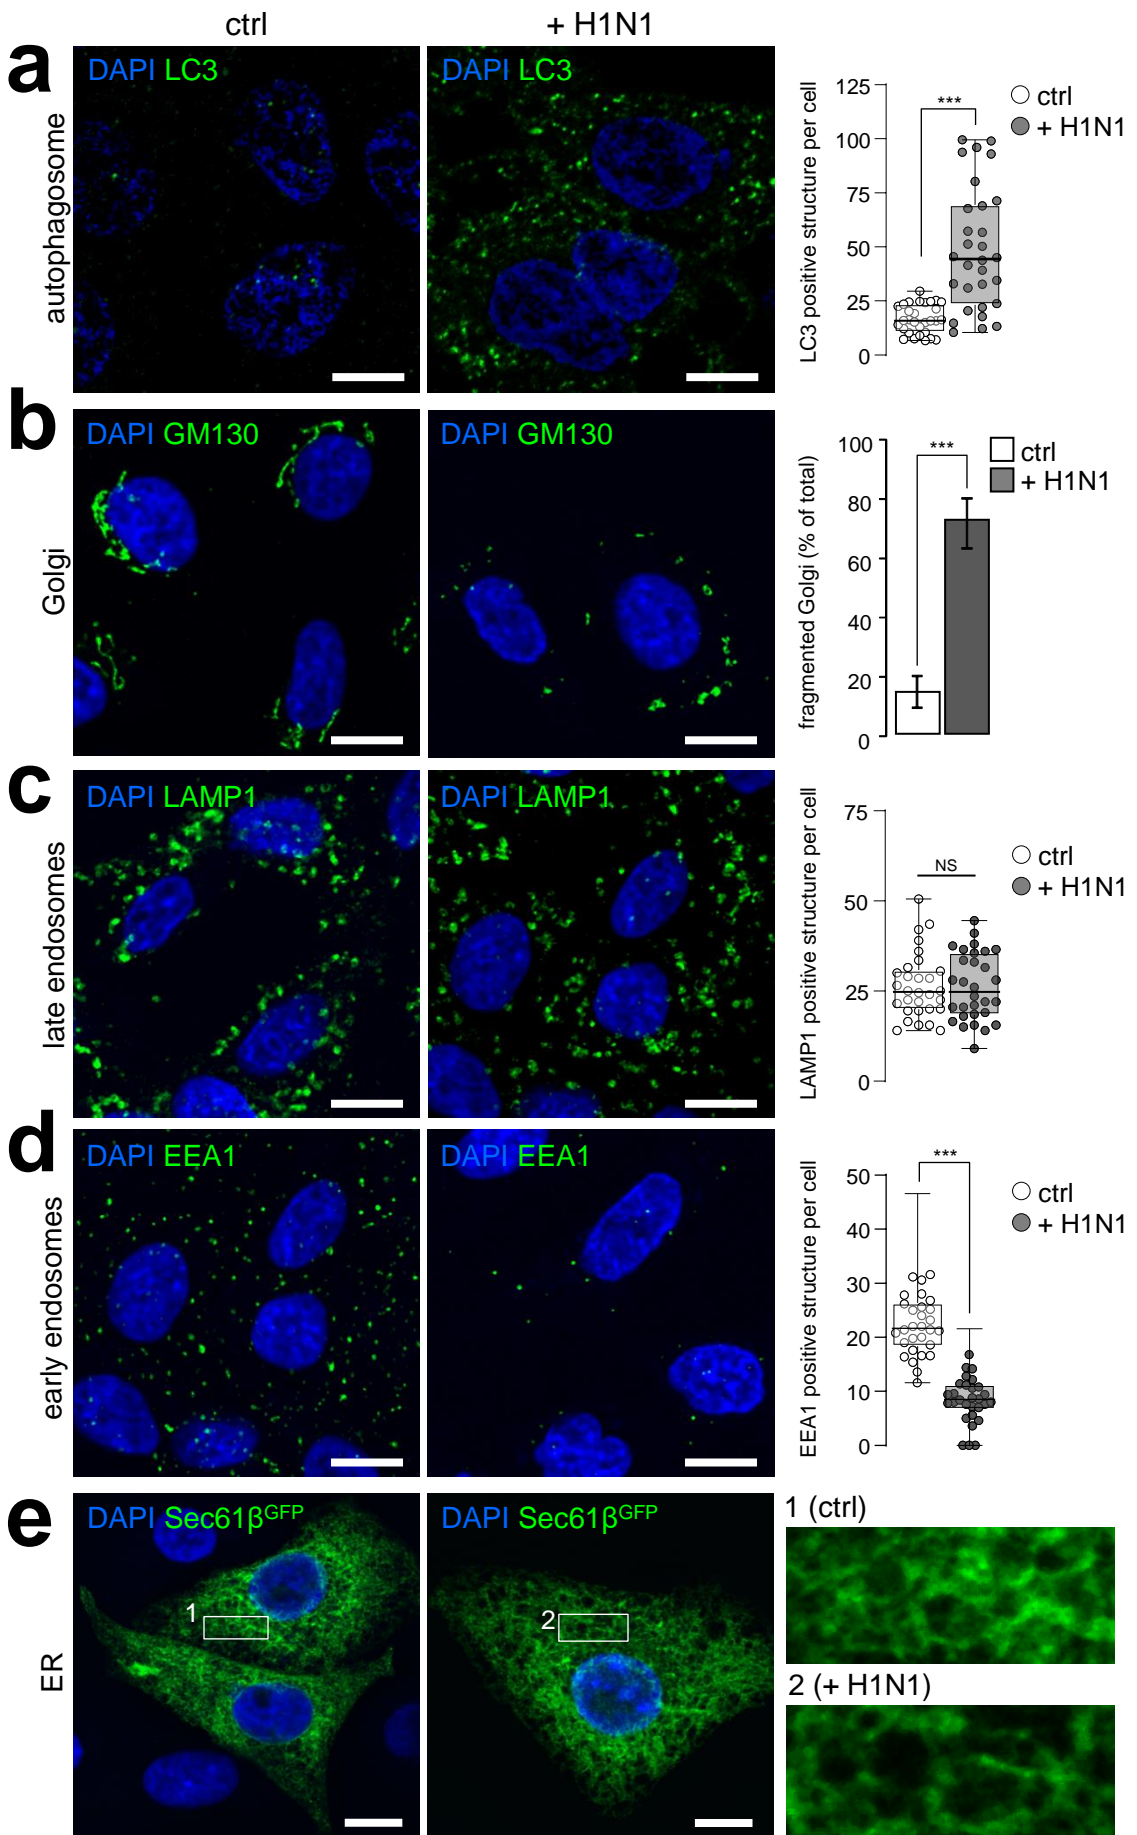 ctrl
+ H1N1
a
autophagosome
DAPI LC3
DAPI LC3
LC3 positive structure per cell
125
100
75
50
25
0
***
ctrl
+ H1N1
b
Golgi
DAPI GM130
DAPI GM130
fragmented Golgi (% of total)
100
80
60
40
20
0
***
ctrl
+ H1N1
c
late endosomes
DAPI LAMP1
DAPI LAMP1
LAMP1 positive structure per cell
75
50
25
0
NS
ctrl
+ H1N1
d
early endosomes
DAPI EEA1
DAPI EEA1
EEA1 positive structure per cell
50
40
30
20
10
0
***
ctrl
+ H1N1
e
ER
DAPI Sec61βGFP
1
DAPI Sec61βGFP
2
1 (ctrl)
2 (+ H1N1)